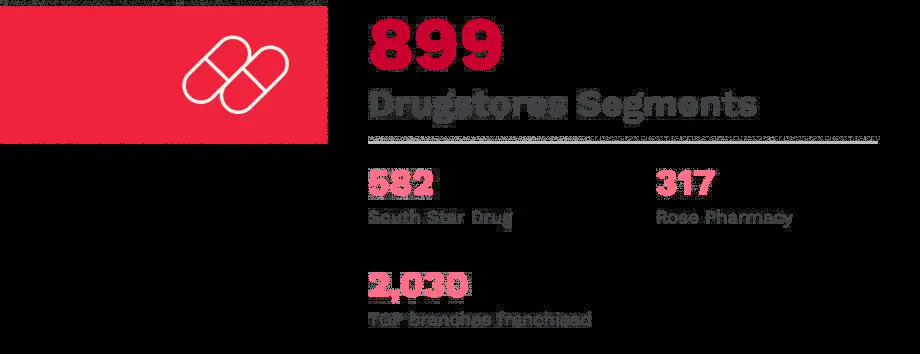 899
Drugstores Segments
582
South Star Drug
317
Rose Pharmacy
2,030
TGP branches franchised